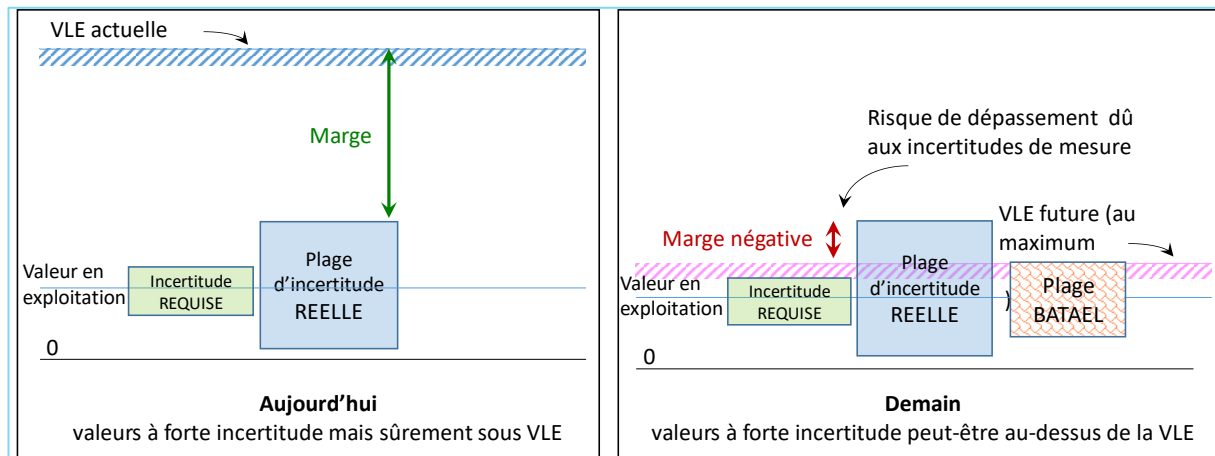 VLE actuelle
Marge
Valeur en
exploitation
Incertitude
REQUISE
Plage
d'incertitude
REELLE
0
Aujourd'hui
valeurs à forte incertitude mais sûrement sous VLE
Risque de dépassement dû
aux incertitudes de mesure
VLE future (au
maximum
)
Marge négative
Valeur en
exploitation
Incertitude
REQUISE
Plage
d'incertitude
REELLE
Plage
BATAEL
0
Demain
valeurs à forte incertitude peut-être au-dessus de la VLE